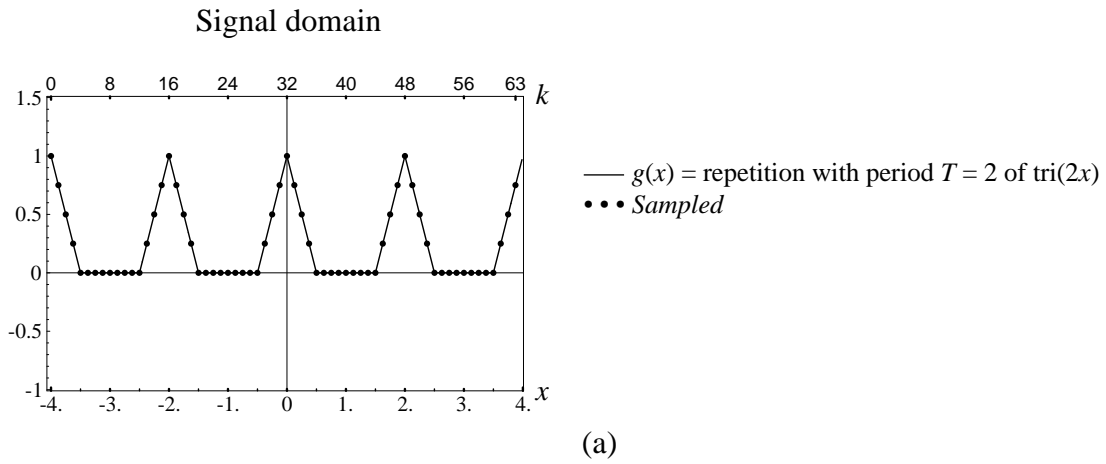 Signal domain
0 8 16 24 32 40 48 56 63 k
1.5
1
0.5
0
-0.5
-1
-4. -3. -2. -1. 0 1. 2. 3. 4. x
g(x) = repetition with period T = 2 of tri(2x)
Sampled
(a)